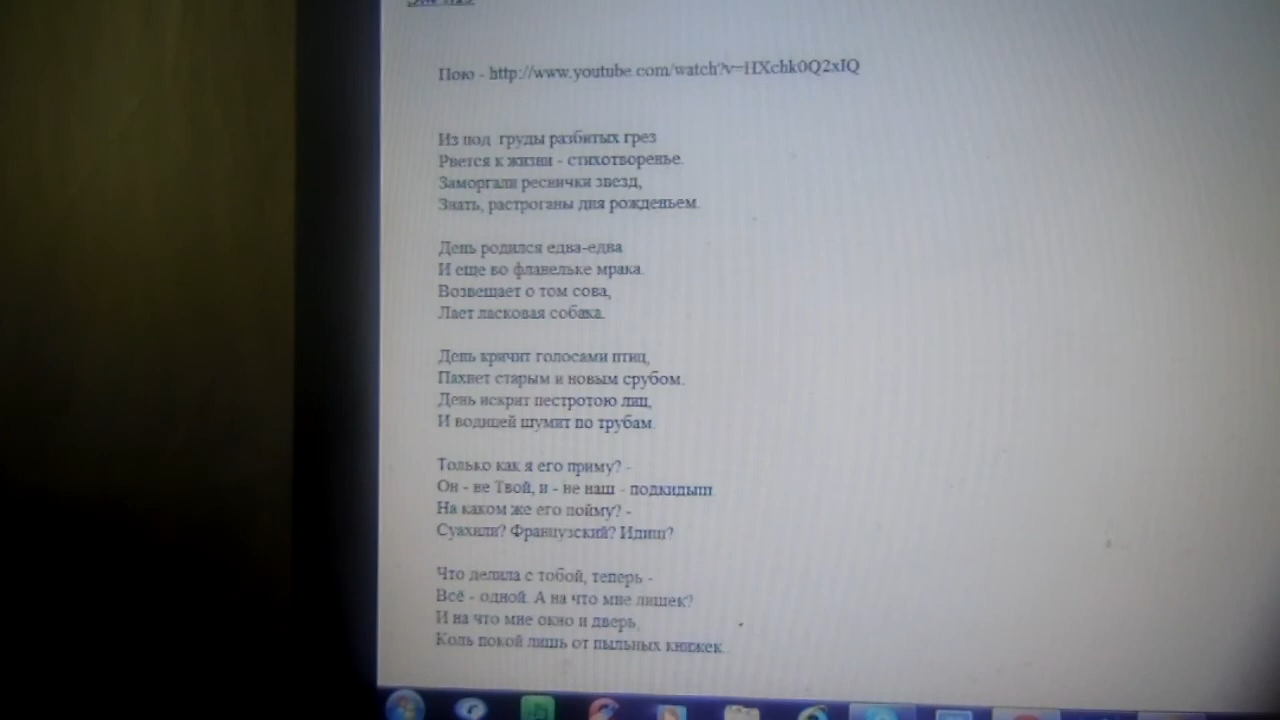 Пою - http://www.youtube.com/watch?v=HXchk0Q2xIQ
Из под груды разбитых грез
Рвется к жизни - стихотворенье.
Заморгали реснички звезд,
Знать, растроганы дня рожденьем.
День родился едва-едва
И еще во фланельке мрака.
Возвещает о том сова,
Лает ласковая собака.
День кричит голосами птиц,
Пахнет старым и новым срубом.
День искрит пестротою лиц,
И водицей шумит по трубам.
Только как я его приму? -
Он - не Твой, и - не наш - подкидыш.
На каком же его пойму? -
Суахили? Французский? Идиш?
Что делила с тобой, теперь -
Всё - одной. А на что мне лишек?
И на что мне окно и дверь,
Коль покой лишь от пыльных книжек.